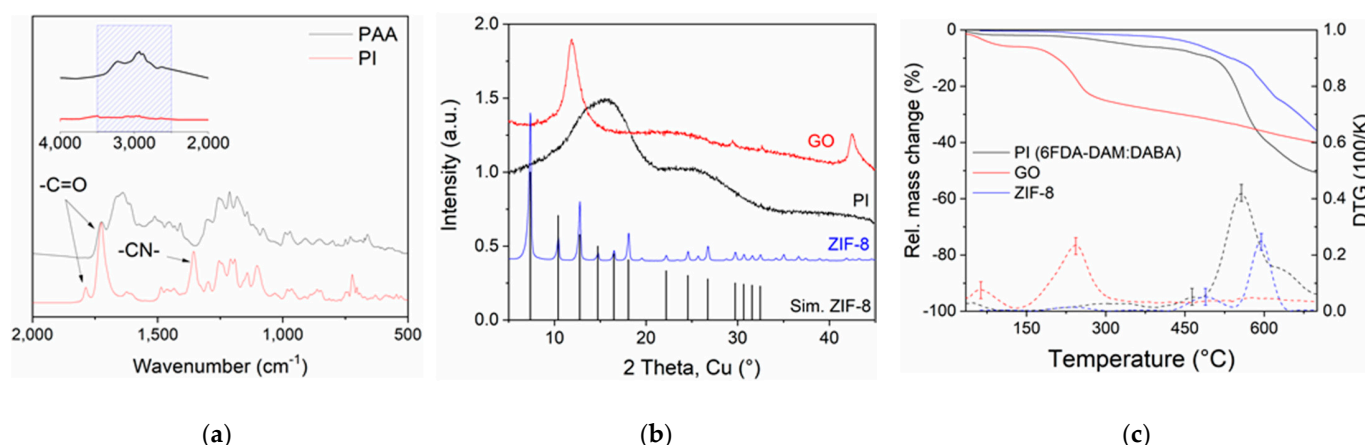 PAA
PI
4,000 3,000 2,000
-C=O
-CN-
2,000 1,500 1,000 500
Wavenumber (cm-1)
(a)
Intensity (a.u.)
2.0
1.5
1.0
0.5
0.0
GO
PI
ZIF-8
Sim. ZIF-8
10 20 30 40
2 Theta, Cu (°)
(b)
Rel. mass change (%)
0
-20
-40
-60
-80
-100
PI (6FDA-DAM:DABA)
GO
ZIF-8
1.0
0.8
0.6
0.4
0.2
0.0
DTG (100/K)
150 300 450 600
Temperature (°C)
(c)